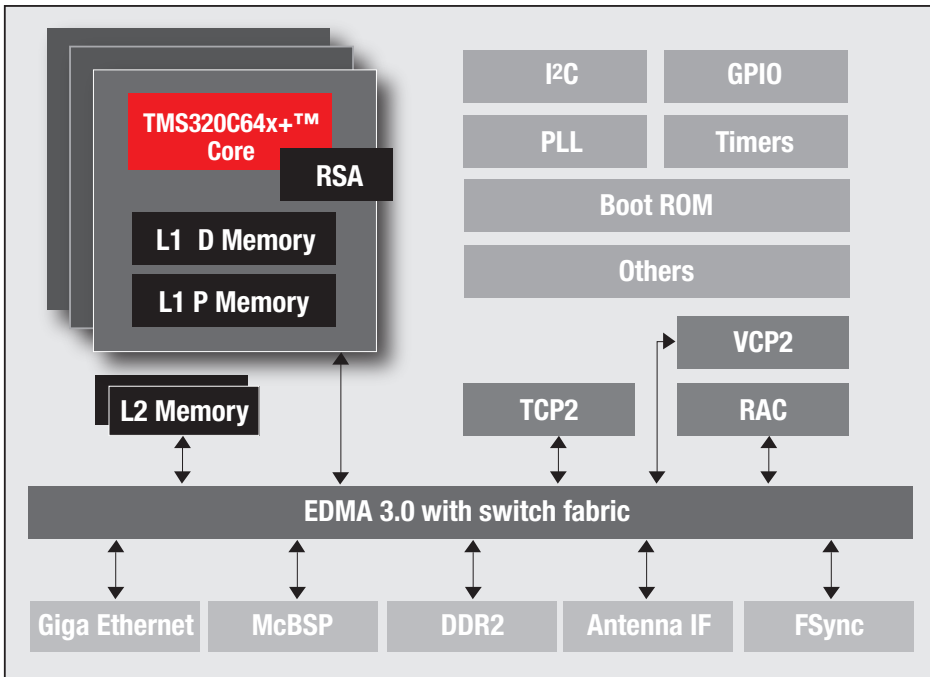 TMS320C64x+™
Core
RSA
L1 D Memory
L1 P Memory
L2 Memory
I²C
GPIO
PLL
Timers
Boot ROM
Others
VCP2
TCP2
RAC
EDMA 3.0 with switch fabric
Giga Ethernet
McBSP
DDR2
Antenna IF
FSync